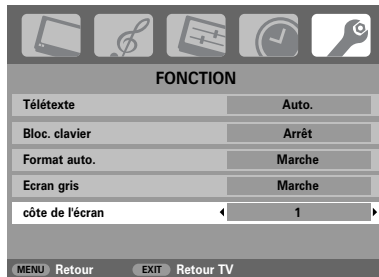 FONCTION
Télétexte Auto.
Bloc. clavier Arrêt
Format auto. Marche
Ecran gris Marche
côte de l'écran 1
MENU Retour EXIT Retour TV